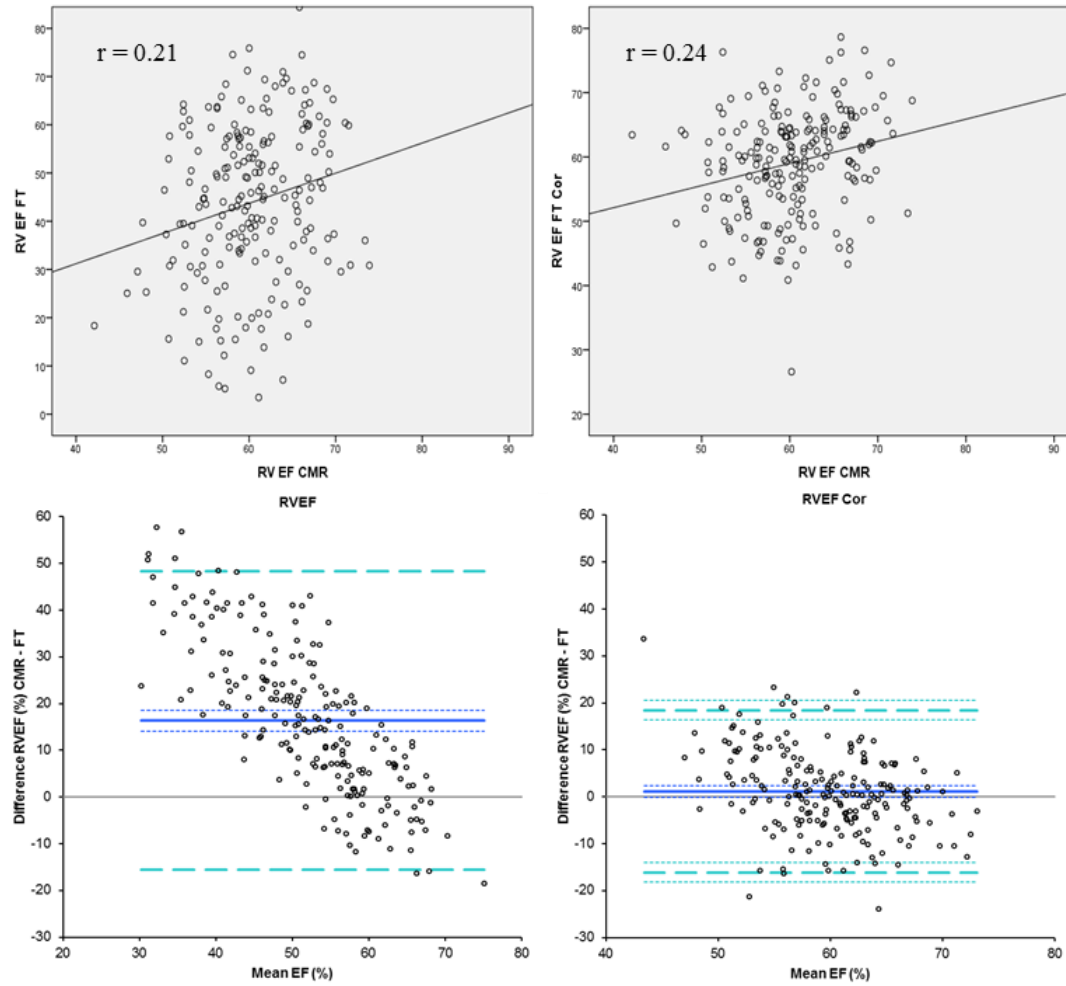 r = 0.21
80
70
60
50
40
30
20
10
0
RV EF FT
40 50 60 70 80 90
RV EF CMR
r = 0.24
80
70
60
50
40
30
20
RV EF FT Cor
40 50 60 70 80 90
RV EF CMR
RVEF
60
50
40
30
20
10
0
-10
-20
-30
Difference RVEF (%) CMR - FT
20 30 40 50 60 70 80
Mean EF (%)
RVEF Cor
60
50
40
30
20
10
0
-10
-20
-30
Difference RVEF (%) CMR - FT
40 50 60 70 80
Mean EF (%)